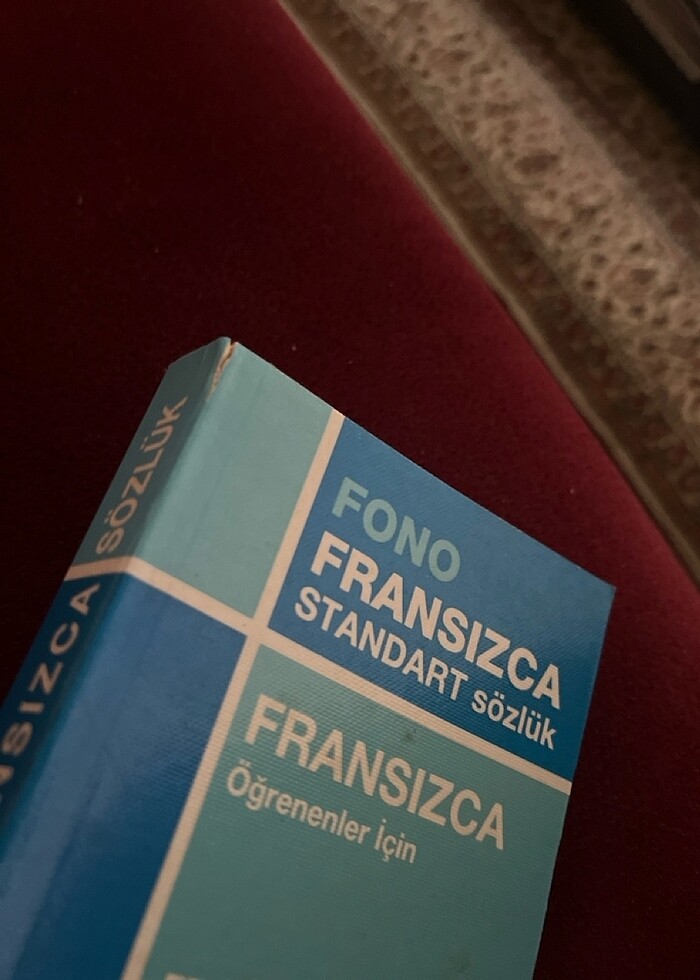 FONO
FRANSIZCA
STANDART sözlük
FRANSIZCA
Öğrenenler İçin
SÖZLÜK